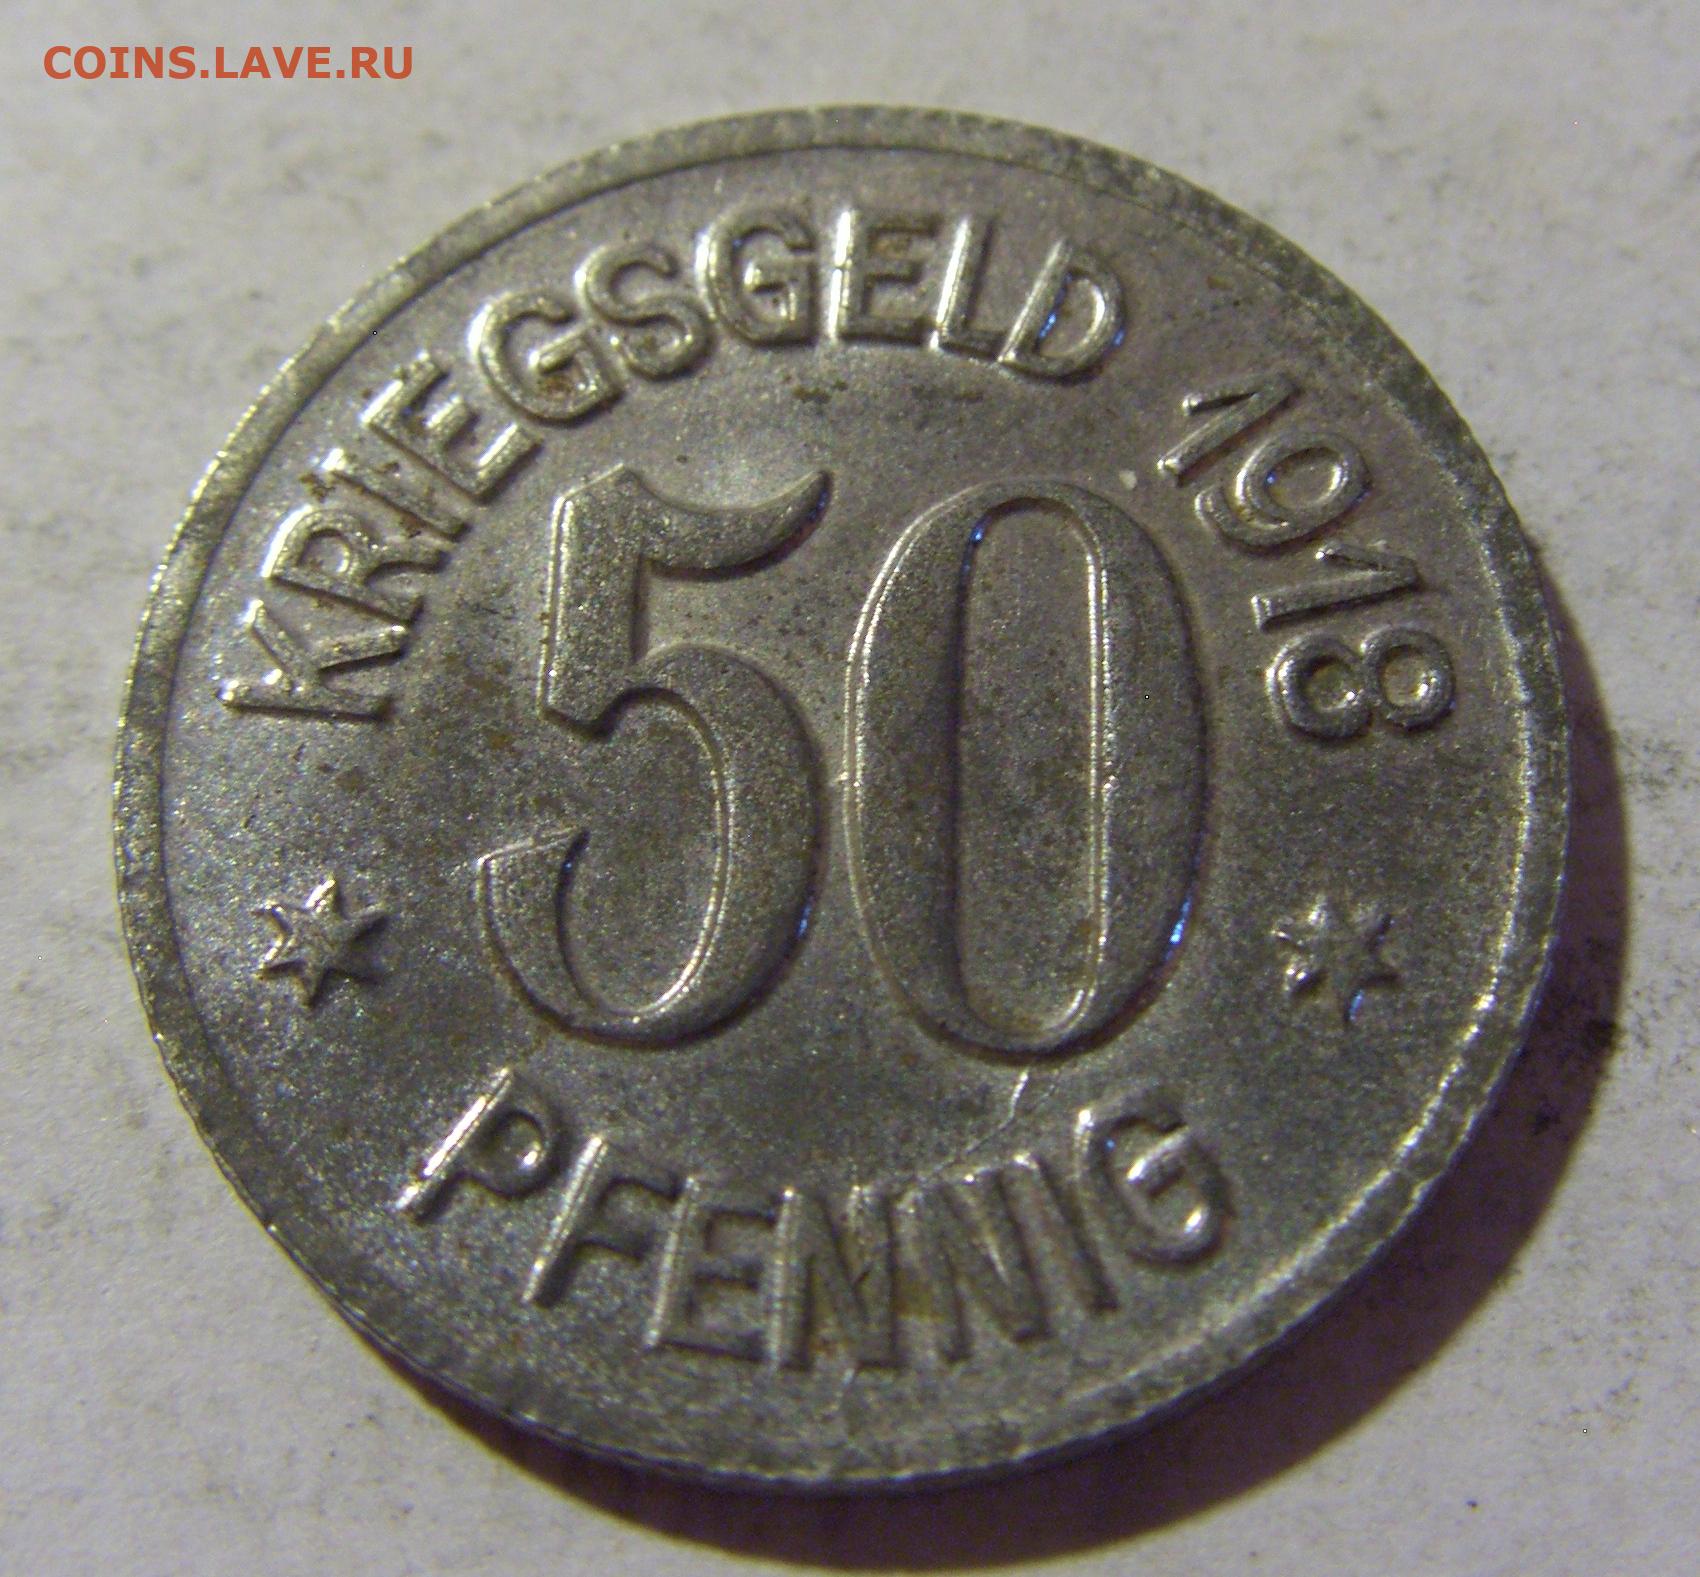 COINS.LAVE.RU
KRIEGSGELD 1918
50
PFENNIG